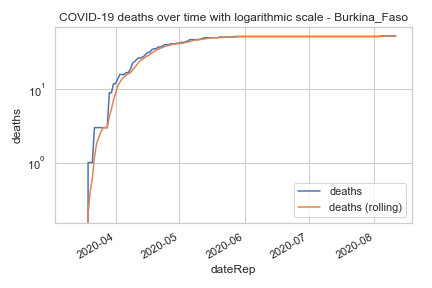 COVID-19 deaths over time with logarithmic scale - Burkina_Faso
deaths
10¹
10⁰
deaths
deaths (rolling)
2020-04
2020-05
2020-06
2020-07
2020-08
dateRep